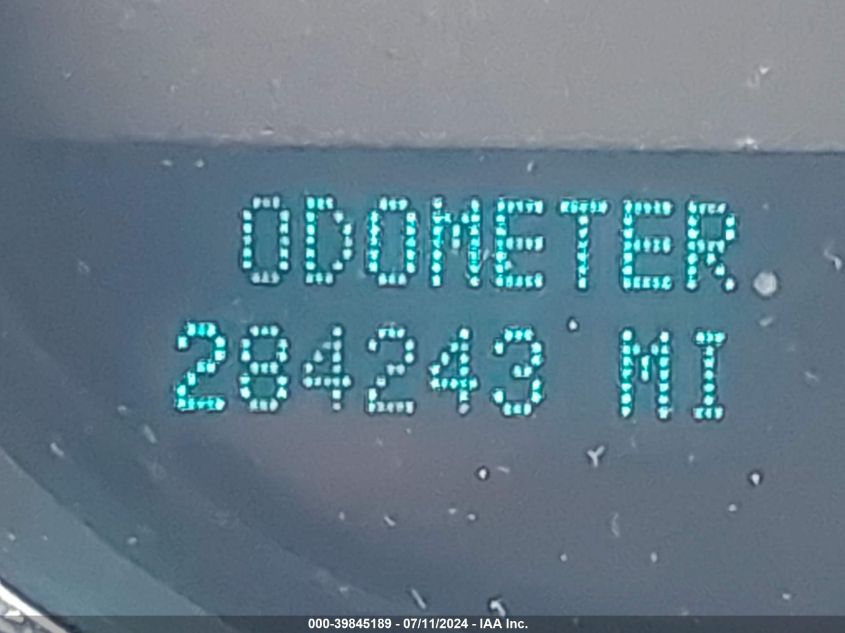 ODOMETER
284243 MI
000-39845189 - 07/11/2024 - IAA Inc.